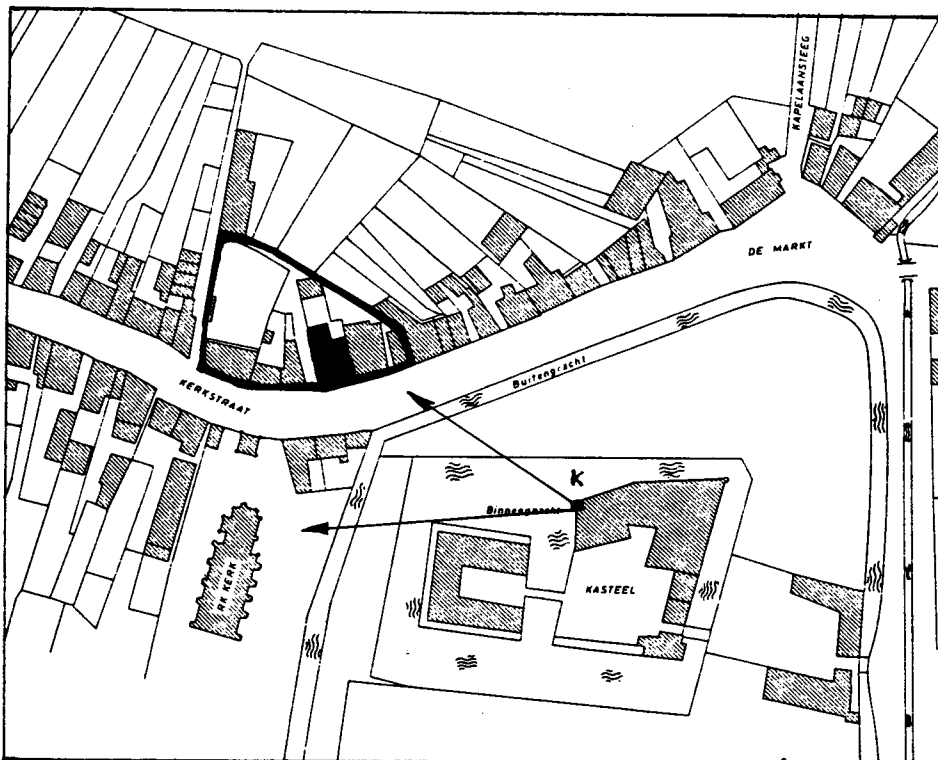 KAPELAANSTEEG
DE MARKT
Buitengracht
KERKSTRAAT
K
Binnengracht
KASTEEL
RK KERK